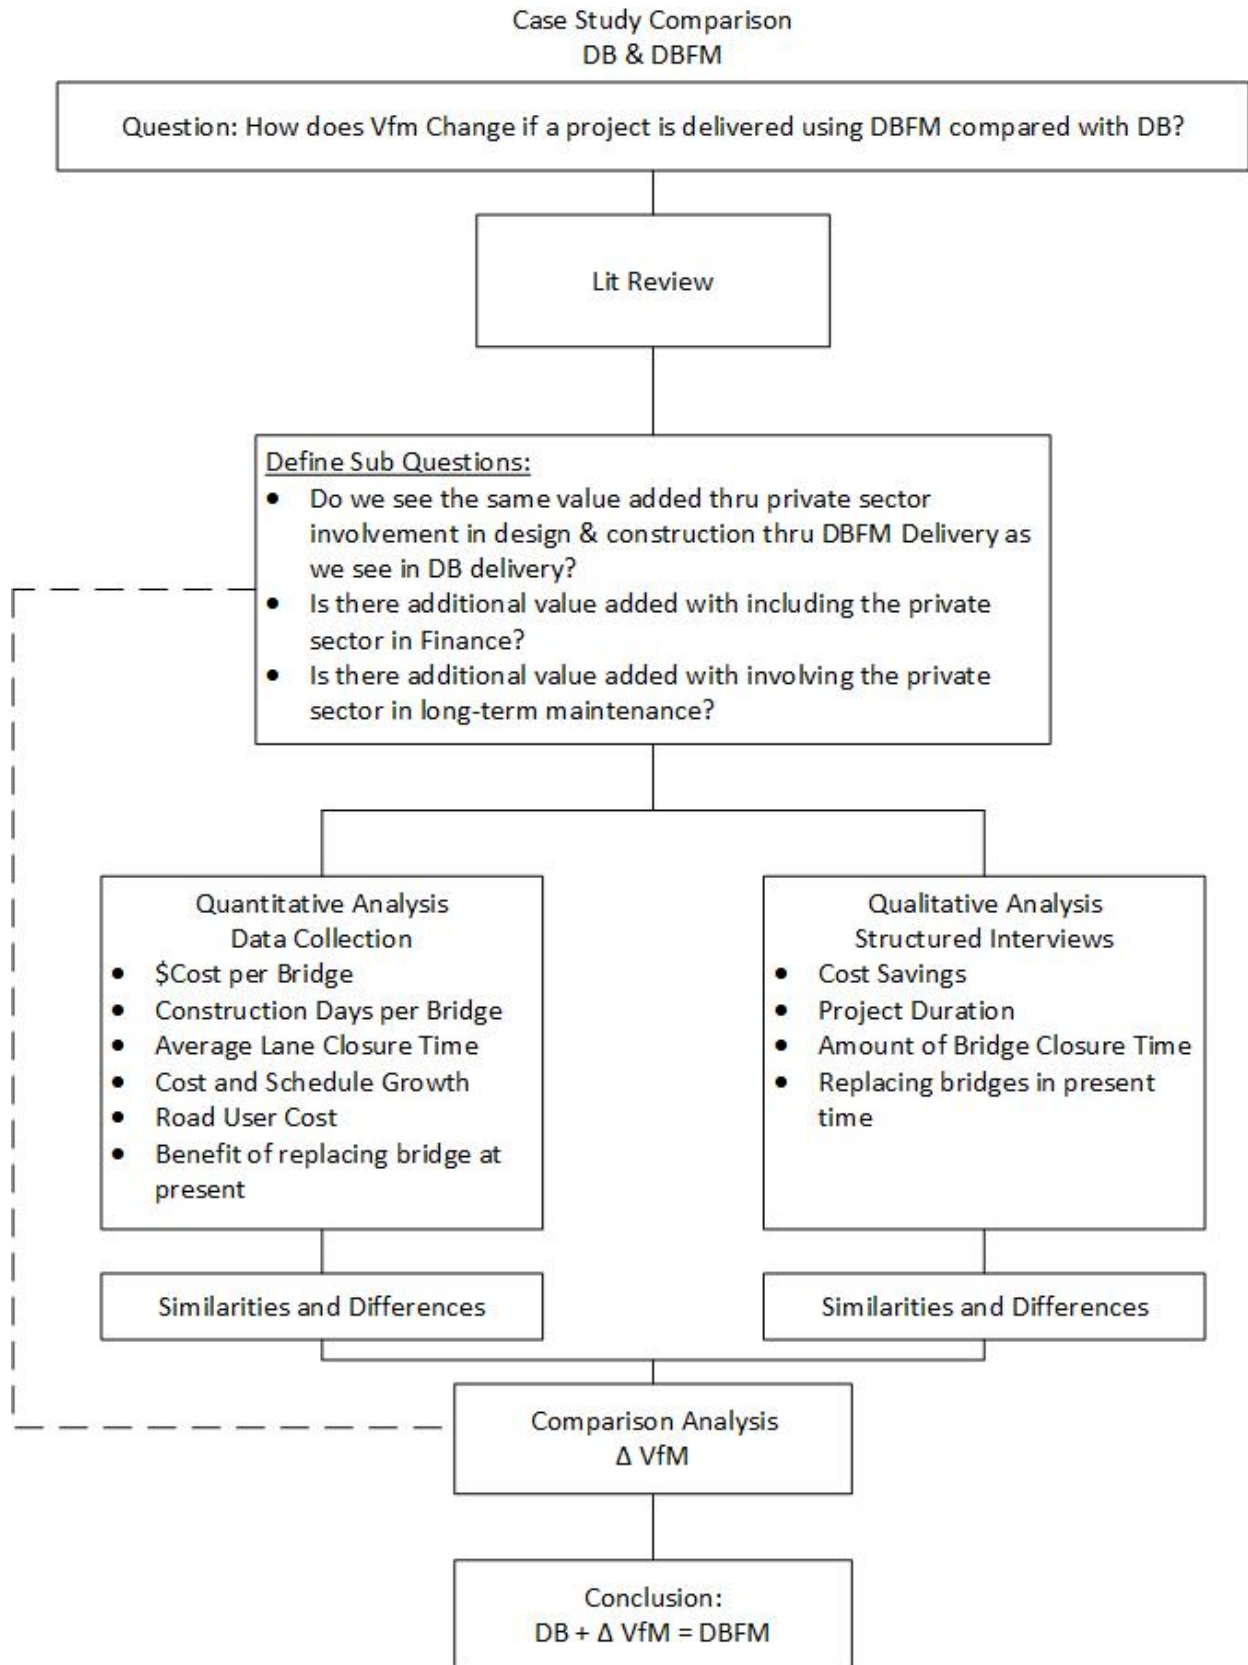 Case Study Comparison
DB & DBFM
Question: How does Vfm Change if a project is delivered using DBFM compared with DB?
Lit Review
Define Sub Questions:
• Do we see the same value added thru private sector
involvement in design & construction thru DBFM Delivery as
we see in DB delivery?
• Is there additional value added with including the private
sector in Finance?
• Is there additional value added with involving the private
sector in long-term maintenance?
Quantitative Analysis
Data Collection
• $Cost per Bridge
• Construction Days per Bridge
• Average Lane Closure Time
• Cost and Schedule Growth
• Road User Cost
• Benefit of replacing bridge at
present
Qualitative Analysis
Structured Interviews
• Cost Savings
• Project Duration
• Amount of Bridge Closure Time
• Replacing bridges in present
time
Similarities and Differences
Similarities and Differences
Comparison Analysis
Δ VfM
Conclusion:
DB + Δ VfM = DBFM